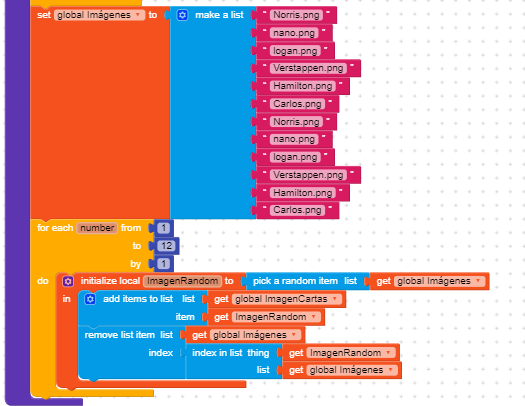 set global Imágenes to make a list " Norris.png "
" nano.png "
" logan.png "
" Verstappen.png "
" Hamilton.png "
" Carlos.png "
" Norris.png "
" nano.png "
" logan.png "
" Verstappen.png "
" Hamilton.png "
" Carlos.png "
for each number from 1
to 12
by 1
do initialize local ImagenRandom to pick a random item list get global Imágenes
in add items to list list get global ImagenCartas
item get ImagenRandom
remove list item list get global Imágenes
index index in list thing get ImagenRandom
list get global Imágenes